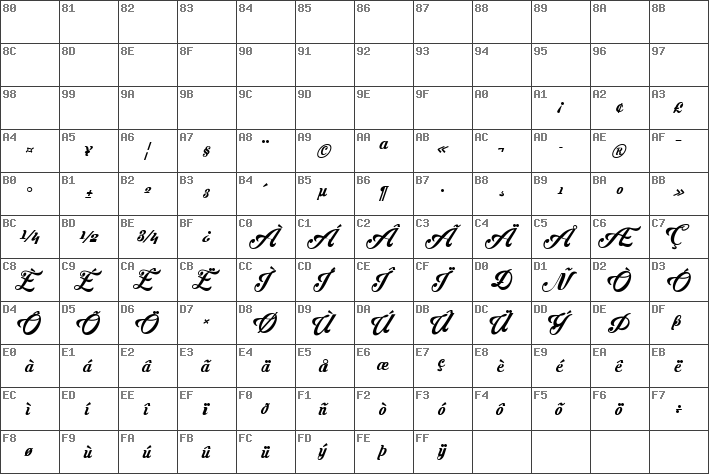 80 81 82 83 84 85 86 87 88 89 8A 8B
8C 8D 8E 8F 90 91 92 93 94 95 96 97
98 99 9A 9B 9C 9D 9E 9F A0 A1 A2 A3
¡ ¢ £
A4 A5 A6 A7 A8 A9 AA AB AC AD AE AF
¤ ¥ ¦ § ¨ © ª « ¬ - ® ¯
B0 B1 B2 B3 B4 B5 B6 B7 B8 B9 BA BB
° ± ² ³ ´ µ ¶ · ¸ ¹ º »
BC BD BE BF C0 C1 C2 C3 C4 C5 C6 C7
¼ ½ ¾ ¿ À Á Â Ã Ä Å Æ Ç
C8 C9 CA CB CC CD CE CF D0 D1 D2 D3
È É Ê Ë Ì Í Î Ï Ð Ñ Ò Ó
D4 D5 D6 D7 D8 D9 DA DB DC DD DE DF
Ô Õ Ö × Ø Ù Ú Û Ü Ý Þ ß
E0 E1 E2 E3 E4 E5 E6 E7 E8 E9 EA EB
à á â ã ä å æ ç è é ê ë
EC ED EE EF F0 F1 F2 F3 F4 F5 F6 F7
ì í î ï ð ñ ò ó ô õ ö ÷
F8 F9 FA FB FC FD FE FF
ø ù ú û ü ý þ ÿ